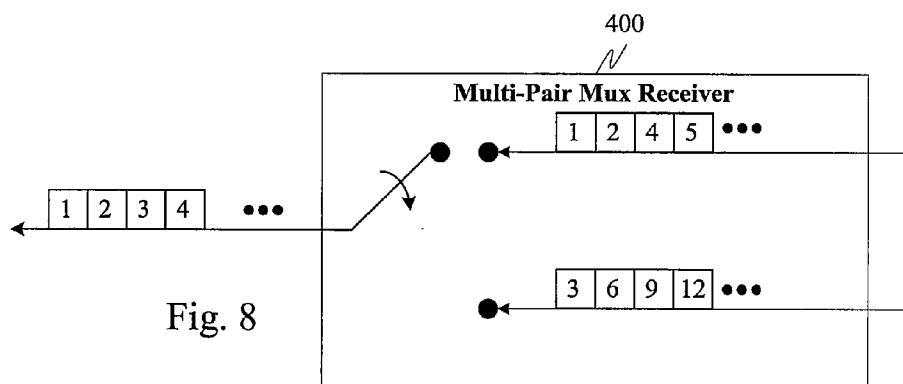 400
Multi-Pair Mux Receiver
1 2 4 5 •••
1 2 3 4 •••
3 6 9 12 •••
Fig. 8